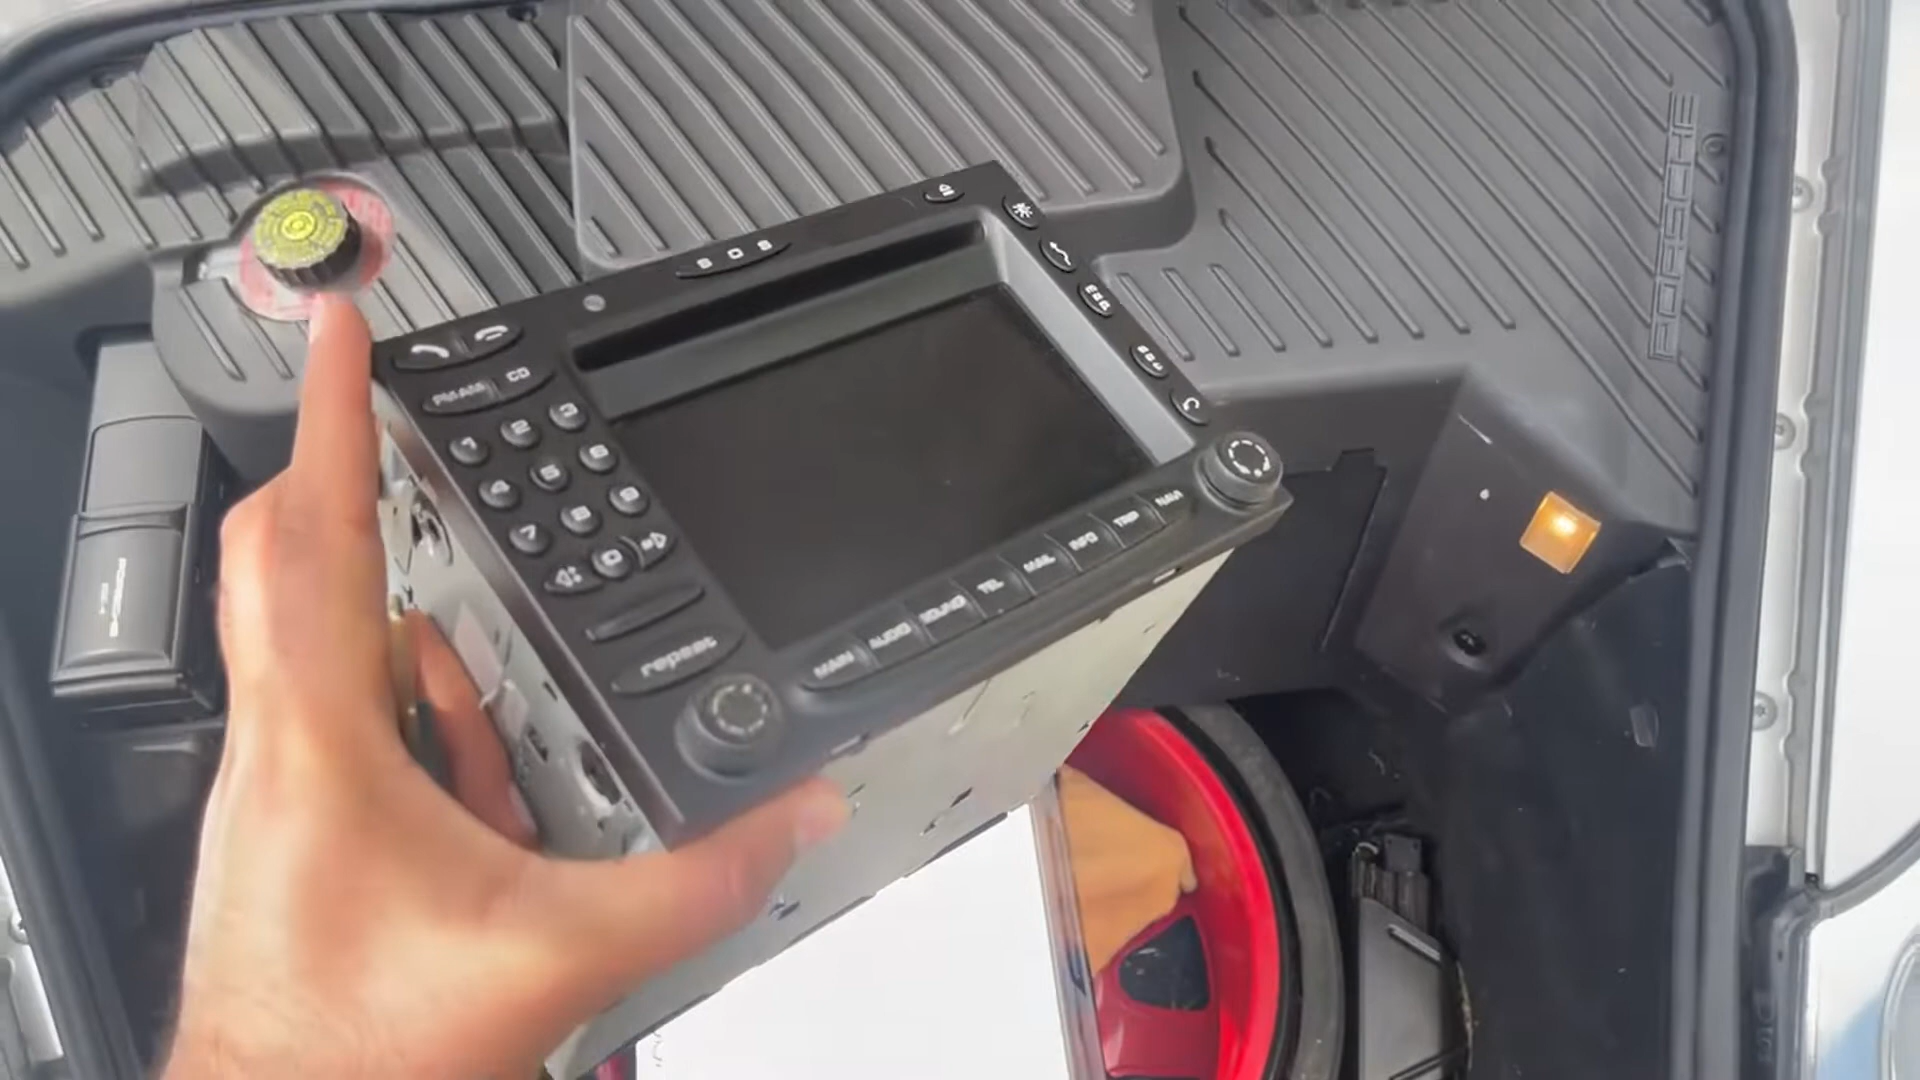 PORSCHE
SOS
FM AM
CD
1 2 3
4 5 6
7 8 9
0
repeat
MAIN
AUDIO
SOUND
TEL
MAIL
INFO
TRIP
NAVI